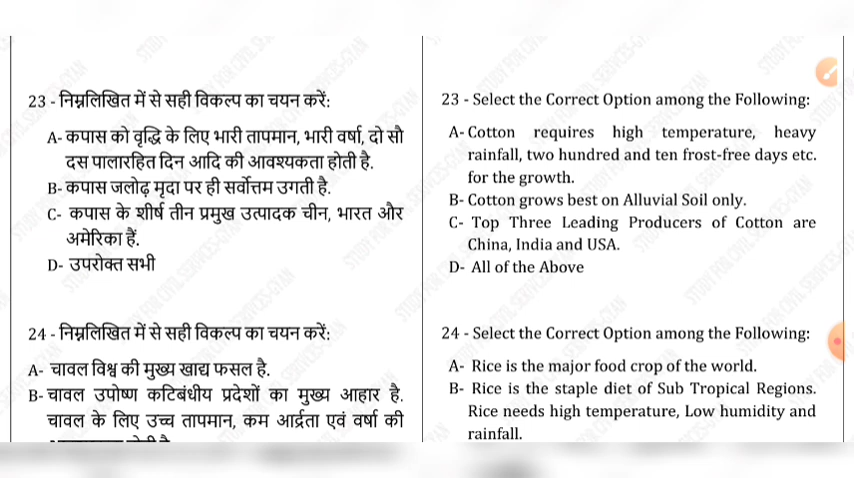 23 - निम्नलिखित में से सही विकल्प का चयन करें:
A- कपास को वृद्धि के लिए भारी तापमान, भारी वर्षा, दो सौ
दस पालारहित दिन आदि की आवश्यकता होती है.
B- कपास जलोढ़ मृदा पर ही सर्वोत्तम उगती है.
C- कपास के शीर्ष तीन प्रमुख उत्पादक चीन, भारत और
अमेरिका हैं.
D- उपरोक्त सभी
24 - निम्नलिखित में से सही विकल्प का चयन करें:
A- चावल विश्व की मुख्य खाद्य फसल है.
B- चावल उपोष्ण कटिबंधीय प्रदेशों का मुख्य आहार है.
चावल के लिए उच्च तापमान, कम आर्द्रता एवं वर्षा की
23 - Select the Correct Option among the Following:
A- Cotton requires high temperature, heavy
rainfall, two hundred and ten frost-free days etc.
for the growth.
B- Cotton grows best on Alluvial Soil only.
C- Top Three Leading Producers of Cotton are
China, India and USA.
D- All of the Above
24 - Select the Correct Option among the Following:
A- Rice is the major food crop of the world.
B- Rice is the staple diet of Sub Tropical Regions.
Rice needs high temperature, Low humidity and
rainfall.